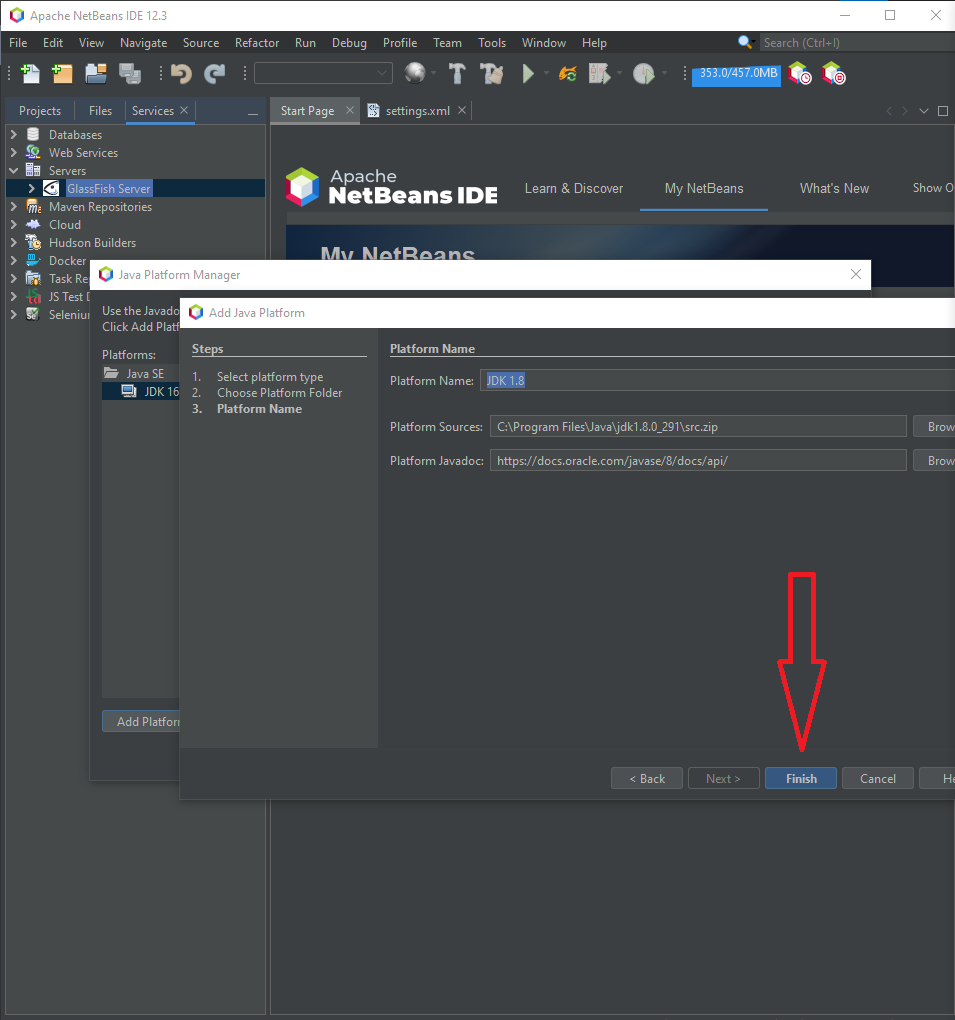 Apache NetBeans IDE 12.3
File Edit View Navigate Source Refactor Run Debug Profile Team Tools Window Help
Search (Ctrl+I)
353.0/457.0MB
Projects Files Services
Start Page settings.xml
Databases
Web Services
Servers
GlassFish Server
Maven Repositories
Cloud
Hudson Builders
Docker
Task Re
JS Test D
Seleniu
Apache
NetBeans IDE
Learn & Discover My NetBeans What's New Show O
My NetBeans
Java Platform Manager
Use the Javado
Click Add Platf
Platforms:
Java SE
JDK 16
Add Platform
Add Java Platform
Steps
1. Select platform type
2. Choose Platform Folder
3. Platform Name
Platform Name
Platform Name: JDK 1.8
Platform Sources: C:\Program Files\Java\jdk1.8.0_291\src.zip Brow
Platform Javadoc: https://docs.oracle.com/javase/8/docs/api/ Brow
< Back Next > Finish Cancel He